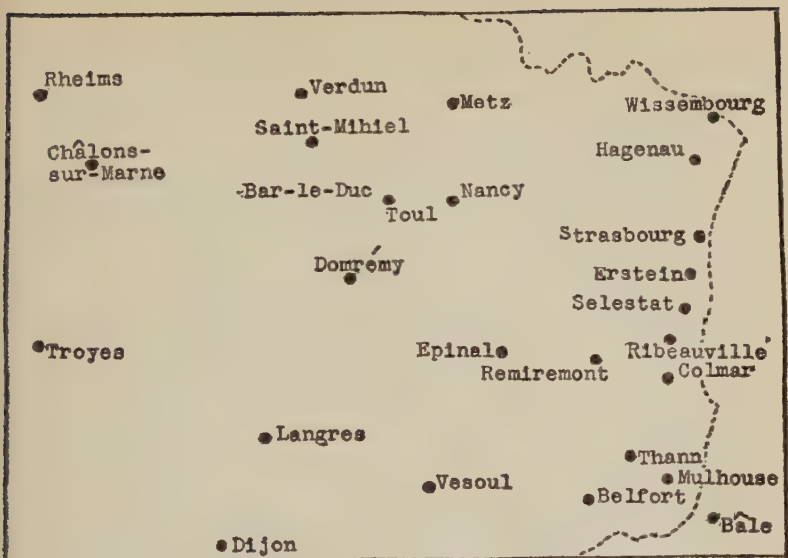 Rheims
Verdun
Metz
Wissembourg
Saint-Mihiel
Châlons-
sur-Marne
Hagenau
Bar-le-Duc
Toul
Nancy
Strasbourg
Domrémy
Erstein
Selestat
Troyes
Epinal
Remiremont
Ribeauvillé
Colmar
Langres
Thann
Mulhouse
Vesoul
Belfort
Bâle
Dijon